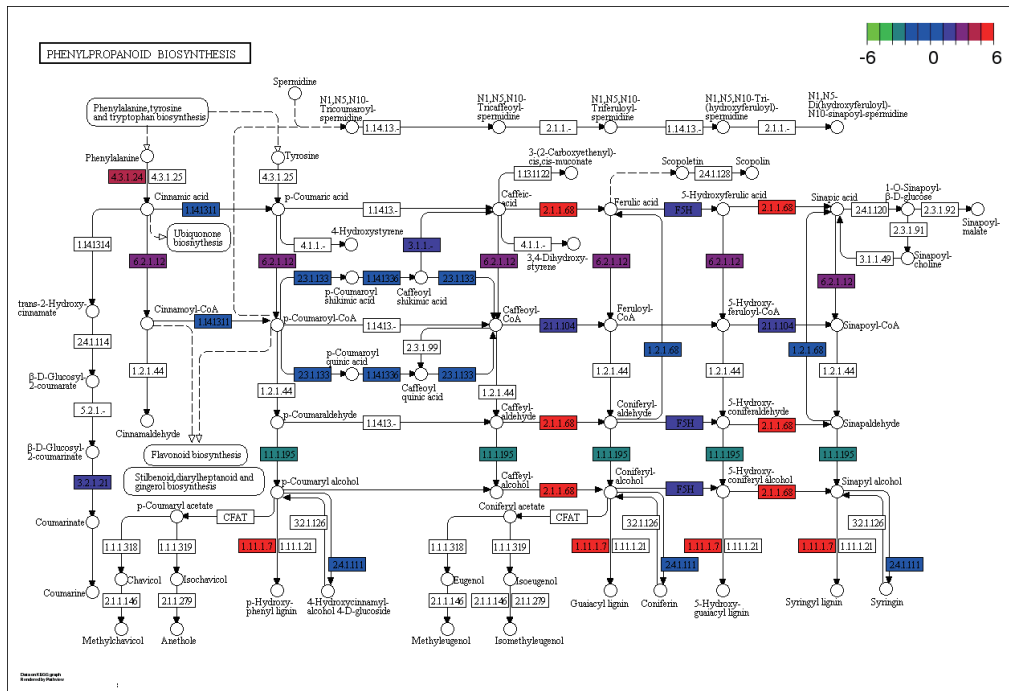 PHENYLPROPANOID BIOSYNTHESIS
-6 0 6
Spermidine
Phenylalanine,tyrosine
and tryptophan biosynthesis
N1,N5,N10-
Tricoumaroyl-
spermidine
1.14.13.-
N1,N5,N10-
Tricaffeoyl-
spermidine
2.1.1.-
N1,N5,N10-
Triferuloyl-
spermidine
1.14.13.-
N1,N5,N10-Tri-
(hydroxyferuloyl)-
spermidine
2.1.1.-
N1,N5-
Di(hydroxyferuloyl)-
N10-sinapoyl-spermidine
Phenylalanine
Tyrosine
4.3.1.24
4.3.1.25
4.3.1.25
3-(2-Carboxyethenyl)-
cis,cis-muconate
1.13.11.22
Scopoletin
2.4.1.128
Scopolin
Cinnamic acid
1.14.13.11
p-Coumaric acid
1.14.13.-
Caffeic
acid
2.1.1.68
Ferulic acid
F5H
5-Hydroxyferulic acid
2.1.1.68
Sinapic acid
2.4.1.120
1-O-Sinapoyl-
β-D-glucose
2.3.1.92
Sinapoyl-
malate
2.3.1.91
3.1.1.49
Sinapoyl-
choline
Ubiquonone
biosnythesis
4.1.1.-
4-Hydroxystyrene
3.1.1.-
4.1.1.-
3,4-Dihydroxy-
styrene
1.14.13.14
6.2.1.12
6.2.1.12
6.2.1.12
6.2.1.12
6.2.1.12
6.2.1.12
2.3.1.133
1.14.13.36
2.3.1.133
p-Coumaroyl
shikimic acid
Caffeoyl
shikimic acid
trans-2-Hydroxy-
cinnamate
Cinnamoyl-CoA
1.14.13.11
p-Coumaroyl-CoA
1.14.13.-
Caffeoyl-
CoA
2.1.1.104
Feruloyl-
CoA
5-Hydroxy-
feruloyl-CoA
2.1.1.104
Sinapoyl-CoA
2.4.1.114
2.3.1.99
1.2.1.68
1.2.1.68
p-Coumaroyl
quinic acid
2.3.1.133
1.14.13.36
2.3.1.133
Caffeoyl
quinic acid
1.2.1.44
1.2.1.44
1.2.1.44
1.2.1.44
1.2.1.44
1.2.1.44
β-D-Glucosyl-
2-coumarate
5.2.1.-
Cinnamaldehyde
p-Coumaraldehyde
1.14.13.-
Caffeyl-
aldehyde
2.1.1.68
Coniferyl-
aldehyde
F5H
5-Hydroxy-
coniferaldehyde
2.1.1.68
Sinapaldehyde
β-D-Glucosyl-
2-coumarinate
Flavonoid biosynthesis
Stilbenoid,diarylheptanoid and
gingerol biosynthesis
1.1.1.195
1.1.1.195
1.1.1.195
1.1.1.195
1.1.1.195
3.2.1.21
p-Coumaryl alcohol
Caffeyl-
alcohol
2.1.1.68
Coniferyl-
alcohol
F5H
5-Hydroxy-
coniferyl alcohol
2.1.1.68
Sinapyl alcohol
Coumarinate
p-Coumaryl acetate
CFAT
Coniferyl acetate
CFAT
3.2.1.126
3.2.1.126
3.2.1.126
1.1.1.318
1.1.1.319
1.11.1.7
1.11.1.21
1.1.1.318
1.1.1.319
1.11.1.7
1.11.1.21
1.11.1.7
1.11.1.21
1.11.1.7
1.11.1.21
2.4.1.111
2.4.1.111
2.4.1.111
Coumarine
Chavicol
Isochavicol
p-Hydroxy-
phenyl lignin
4-Hydroxycinnamyl-
alcohol 4-D-glucoside
Eugenol
Isoeugenol
Guaiacyl lignin
Coniferin
5-Hydroxy-
guaiacyl lignin
Syringyl lignin
Syringin
2.1.1.146
2.1.1.279
2.1.1.146
2.1.1.146
2.1.1.279
Methylchavicol
Anethole
Methyleugenol
Isomethyleugenol
Data on KEGG graph
Rendered by Pathview